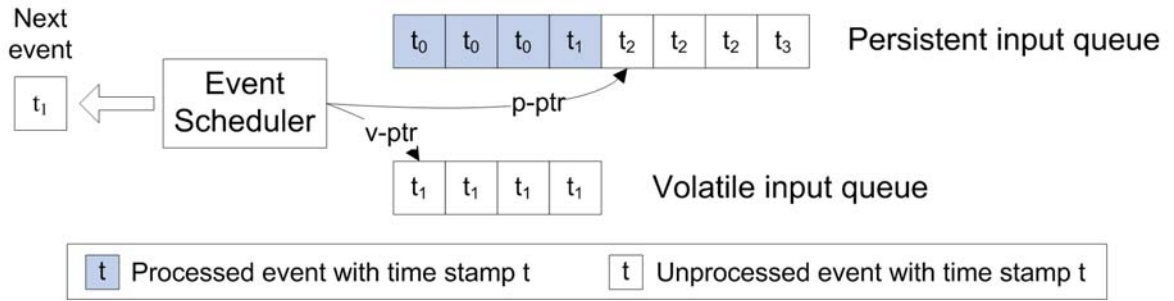 Next
event
t₁
Event
Scheduler
t₀ t₀ t₀ t₁ t₂ t₂ t₂ t₃
Persistent input queue
p-ptr
v-ptr
t₁ t₁ t₁ t₁
Volatile input queue
t Processed event with time stamp t
t Unprocessed event with time stamp t